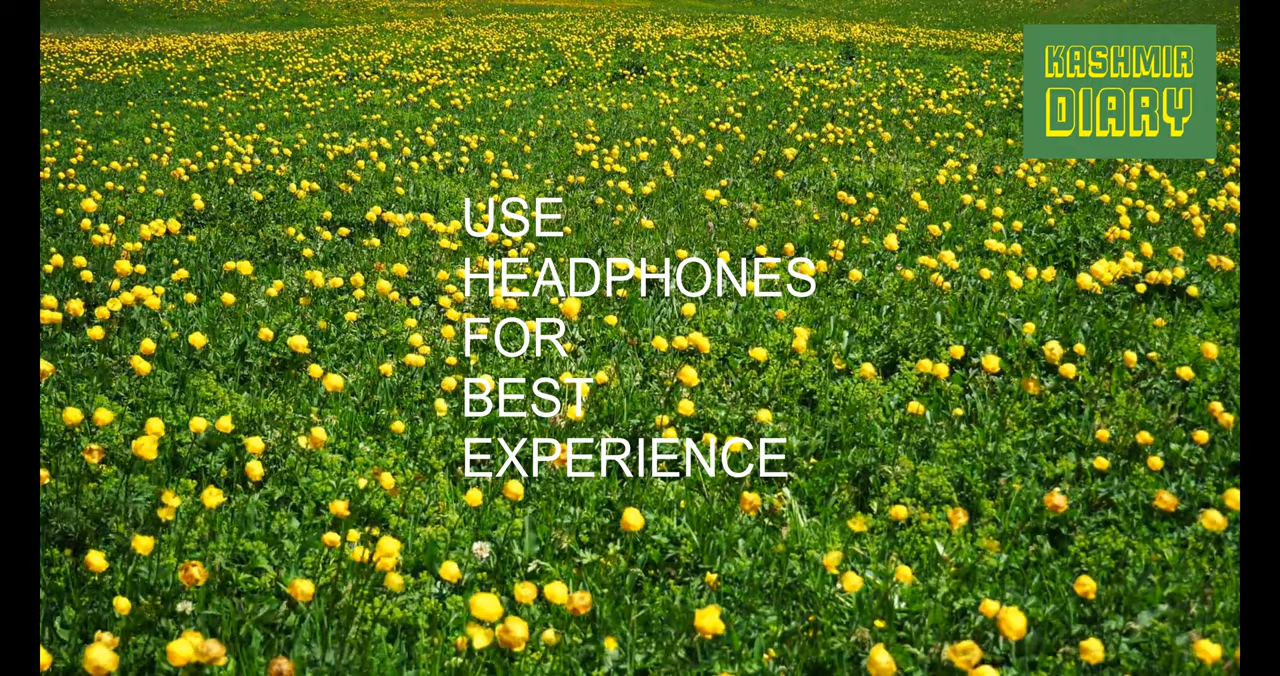 KASHMIR
DIARY
USE
HEADPHONES
FOR
BEST
EXPERIENCE